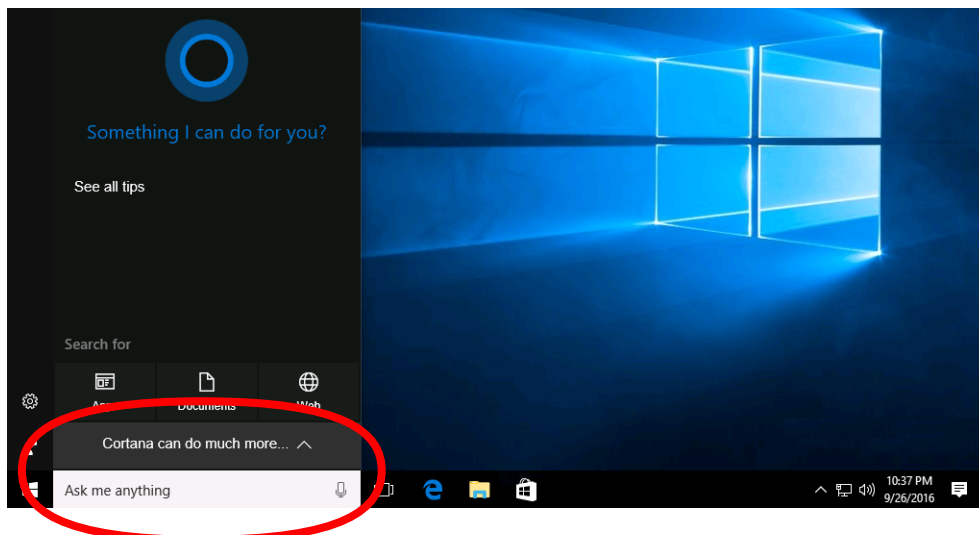 Something I can do for you?
See all tips
Search for
Apps Documents Web
Cortana can do much more...
Ask me anything
10:37 PM
9/26/2016